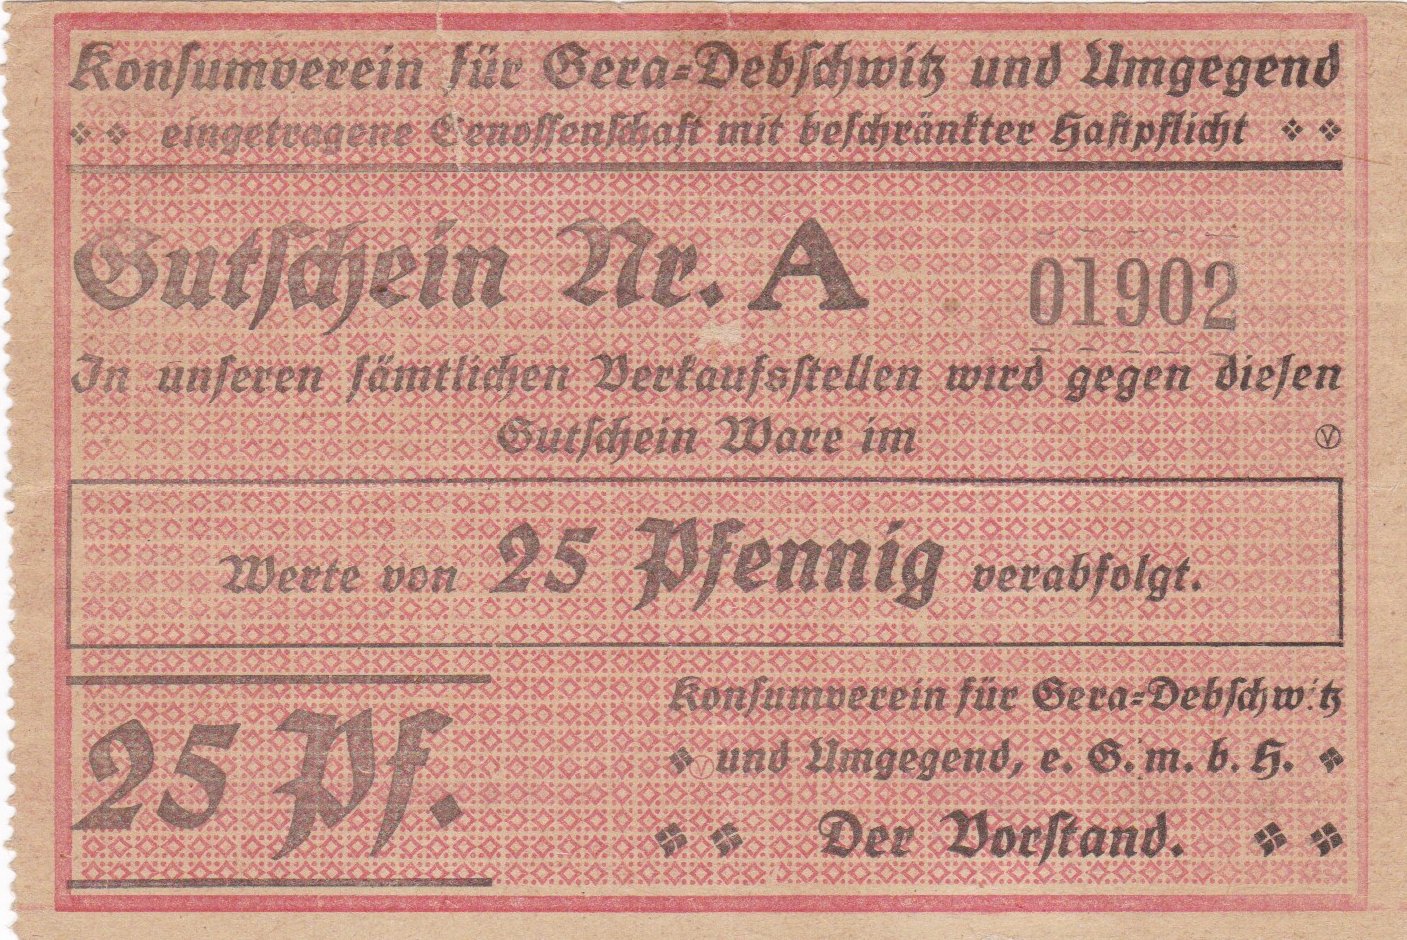 Konsumverein für Gera=Debschwitz und Umgegend
eingetragene Genossenschaft mit beschränkter Haftpflicht
Gutschein Nr. A 01902
In unseren sämtlichen Verkaufsstellen wird gegen diesen
Gutschein Ware im
V
Werte von 25 Pfennig verabfolgt.
25 Pf.
Konsumverein für Gera=Debschwitz
V und Umgegend, e. G. m. b. H.
Der Vorstand.